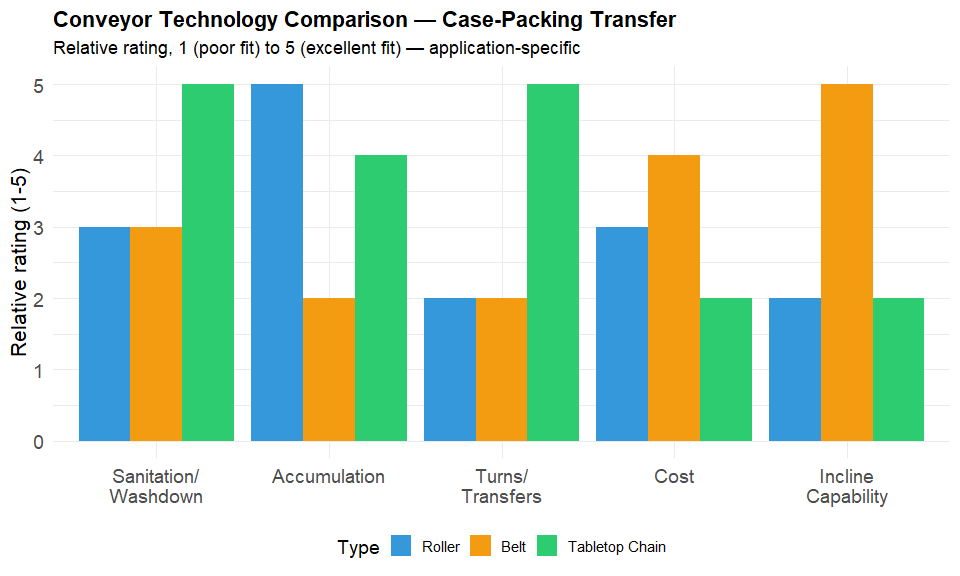 Conveyor Technology Comparison — Case-Packing Transfer
Relative rating, 1 (poor fit) to 5 (excellent fit) — application-specific
Relative rating (1-5)
5
4
3
2
1
0
Sanitation/
Washdown
Accumulation
Turns/
Transfers
Cost
Incline
Capability
Type
Roller
Belt
Tabletop Chain